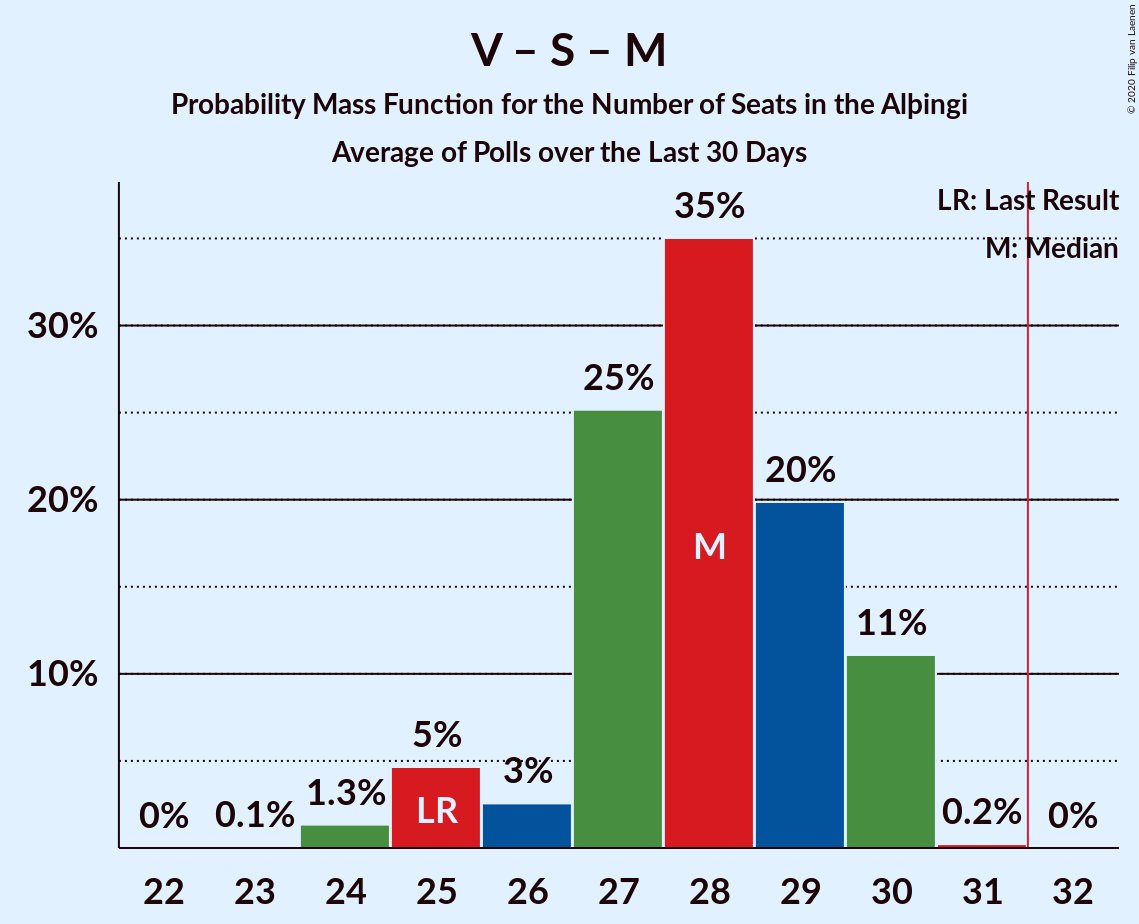 V – S – M
Probability Mass Function for the Number of Seats in the Alþingi
Average of Polls over the Last 30 Days
© 2020 Filip van Laenen
LR: Last Result
M: Median
35%
30%
25%
20%
20%
M
11%
10%
5%
3%
1.3%
0% 0.1% LR 0.2% 0%
22 23 24 25 26 27 28 29 30 31 32